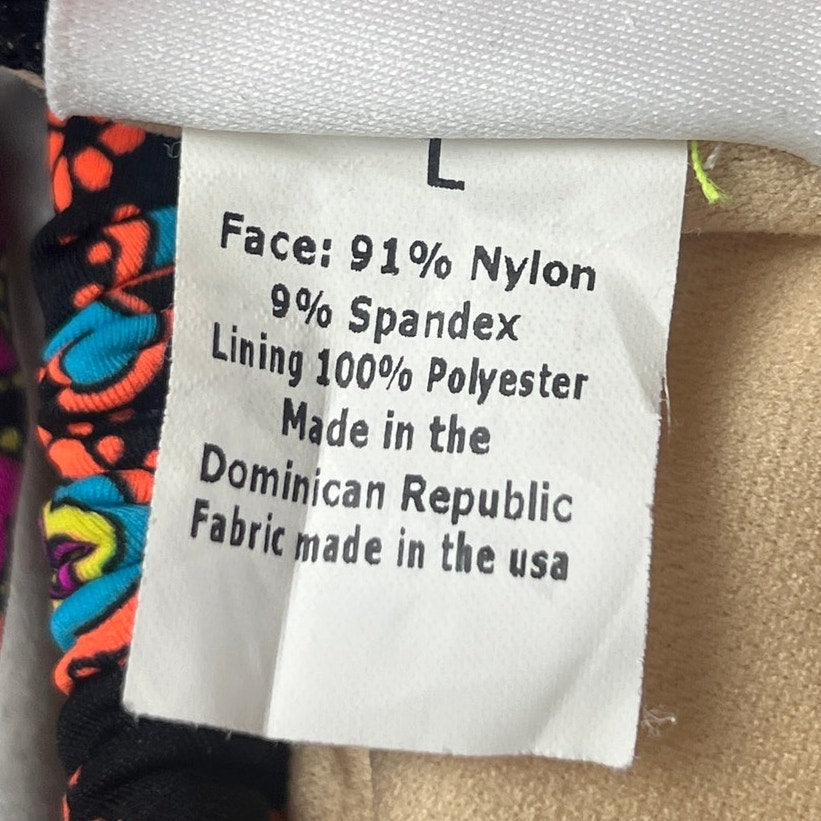 L
Face: 91% Nylon
9% Spandex
Lining 100% Polyester
Made in the
Dominican Republic
Fabric made in the usa